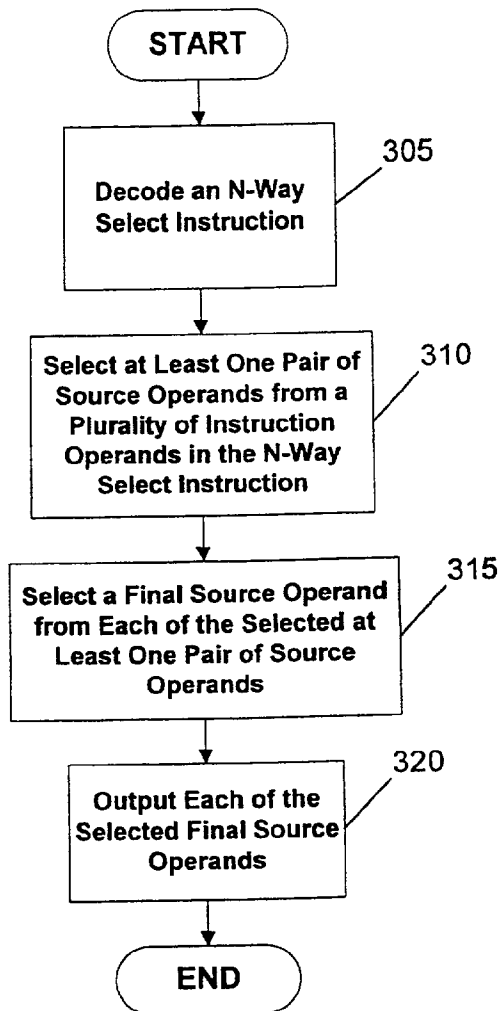 START
305
Decode an N-Way
Select Instruction
310
Select at Least One Pair of
Source Operands from a
Plurality of Instruction
Operands in the N-Way
Select Instruction
315
Select a Final Source Operand
from Each of the Selected at
Least One Pair of Source
Operands
320
Output Each of the
Selected Final Source
Operands
END